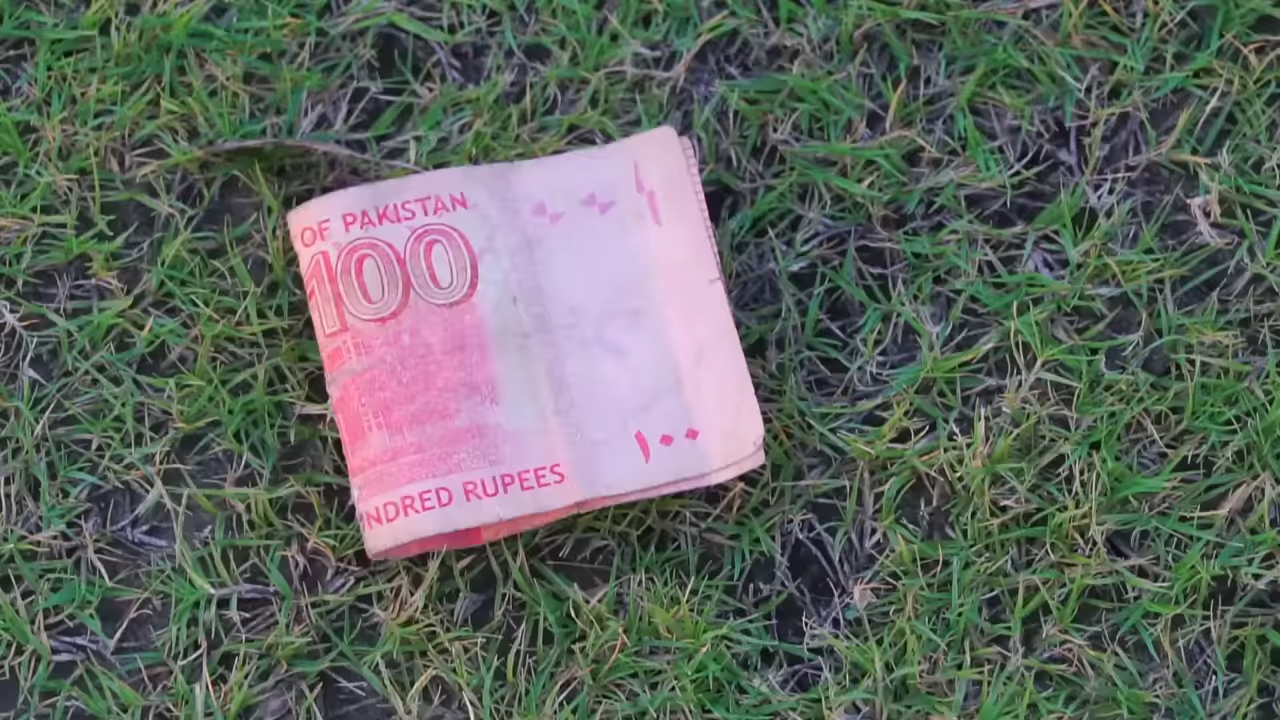 OF PAKISTAN
100
NDRED RUPEES
۱۰۰